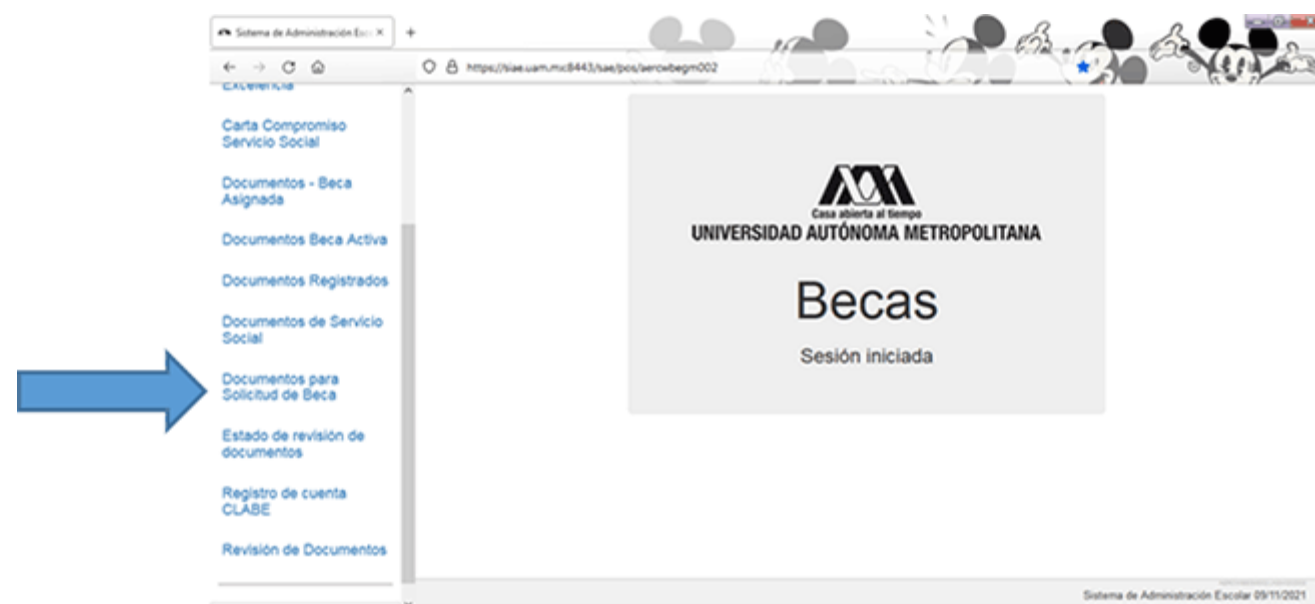 Sistema de Administración Esc
https://siae.uam.mx:8443/sae/pos/aercwbegm002
Excelencia
Carta Compromiso
Servicio Social
Documentos - Beca
Asignada
Documentos Beca Activa
Documentos Registrados
Documentos de Servicio
Social
Documentos para
Solicitud de Beca
Estado de revisión de
documentos
Registro de cuenta
CLABE
Revisión de Documentos
Casa abierta al tiempo
UNIVERSIDAD AUTÓNOMA METROPOLITANA
Becas
Sesión iniciada
Sistema de Administración Escolar 09/11/2021